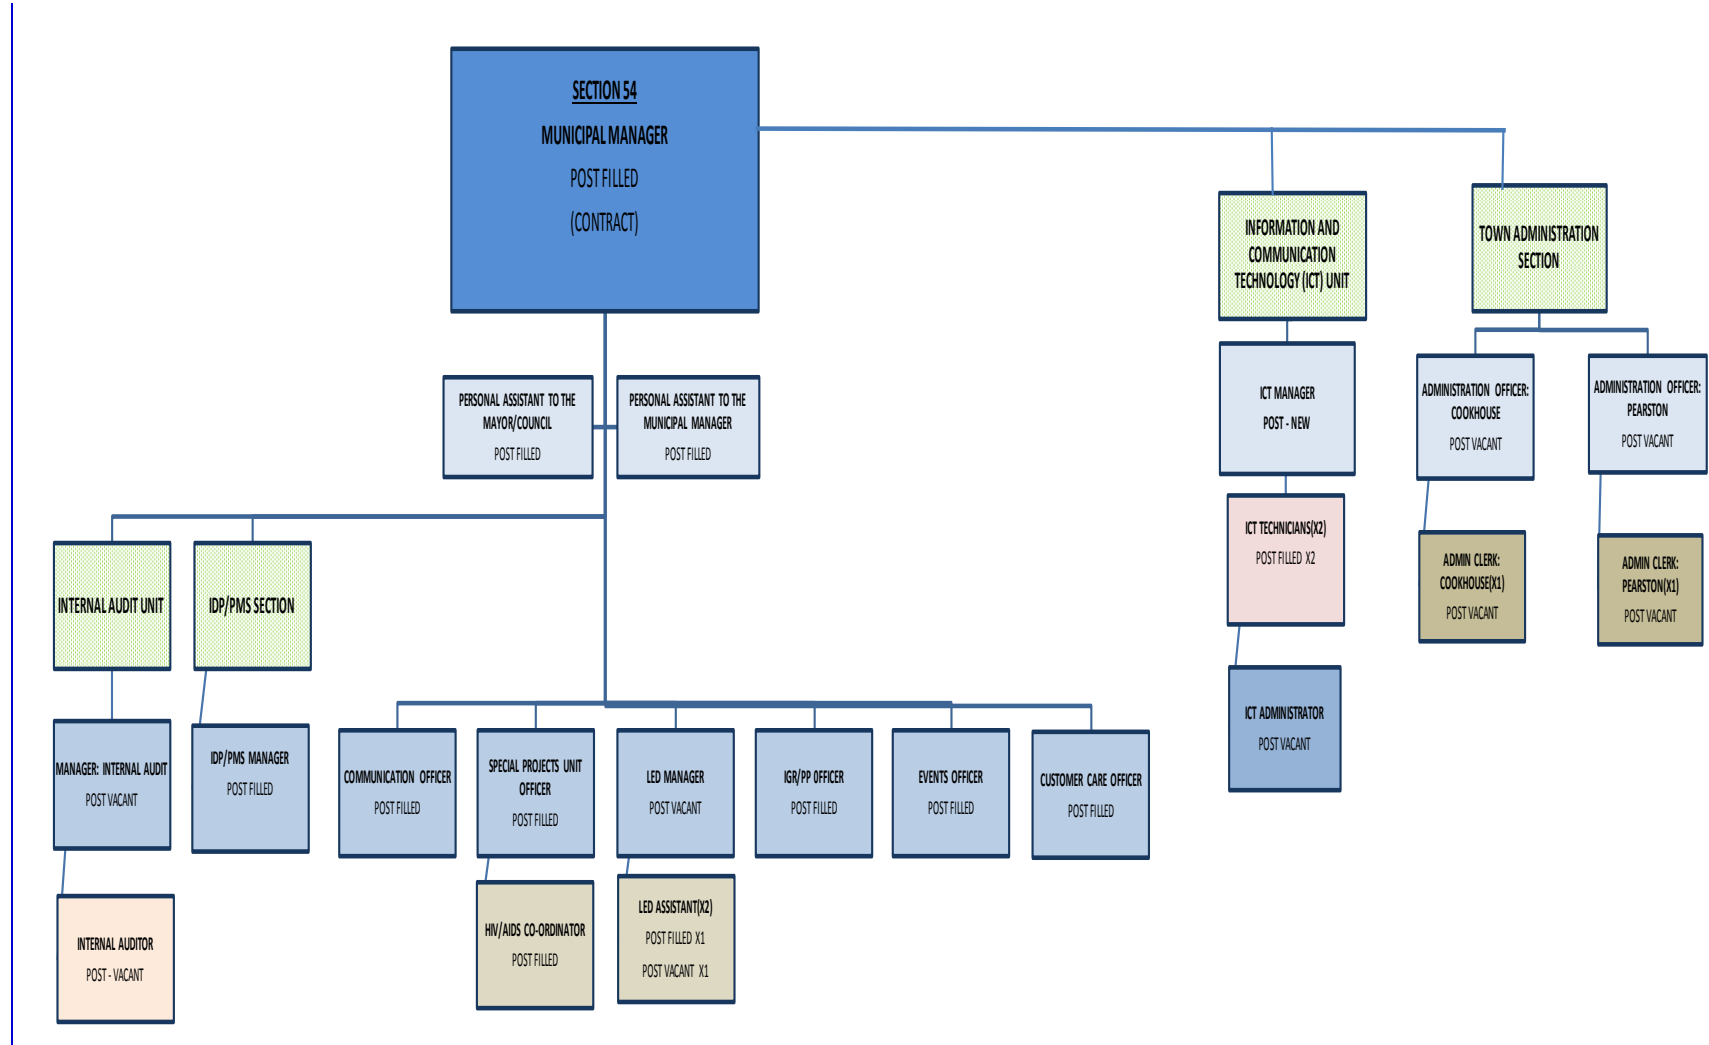 SECTION 54
MUNICIPAL MANAGER
POST FILLED
(CONTRACT)
INFORMATION AND
COMMUNICATION
TECHNOLOGY (ICT) UNIT
TOWN ADMINISTRATION
SECTION
PERSONAL ASSISTANT TO THE
MAYOR/COUNCIL
POST FILLED
PERSONAL ASSISTANT TO THE
MUNICIPAL MANAGER
POST FILLED
ICT MANAGER
POST - NEW
ADMINISTRATION OFFICER:
COOKHOUSE
POST VACANT
ADMINISTRATION OFFICER:
PEARSTON
POST VACANT
ICT TECHNICIANS(X2)
POST FILLED X2
ADMIN CLERK:
COOKHOUSE(X1)
POST VACANT
ADMIN CLERK:
PEARSTON(X1)
POST VACANT
INTERNAL AUDIT UNIT
IDP/PMS SECTION
ICT ADMINISTRATOR
POST VACANT
MANAGER: INTERNAL AUDIT
POST VACANT
IDP/PMS MANAGER
POST FILLED
COMMUNICATION OFFICER
POST FILLED
SPECIAL PROJECTS UNIT
OFFICER
POST FILLED
LED MANAGER
POST VACANT
IGR/PP 0FFICER
POST FILLED
EVENTS OFFICER
POST FILLED
CUSTOMER CARE OFFICER
POST FILLED
INTERNAL AUDITOR
POST - VACANT
HIV/AIDS CO-ORDINATOR
POST FILLED
LED ASSISTANT(X2)
POST FILLED X1
POST VACANT X1